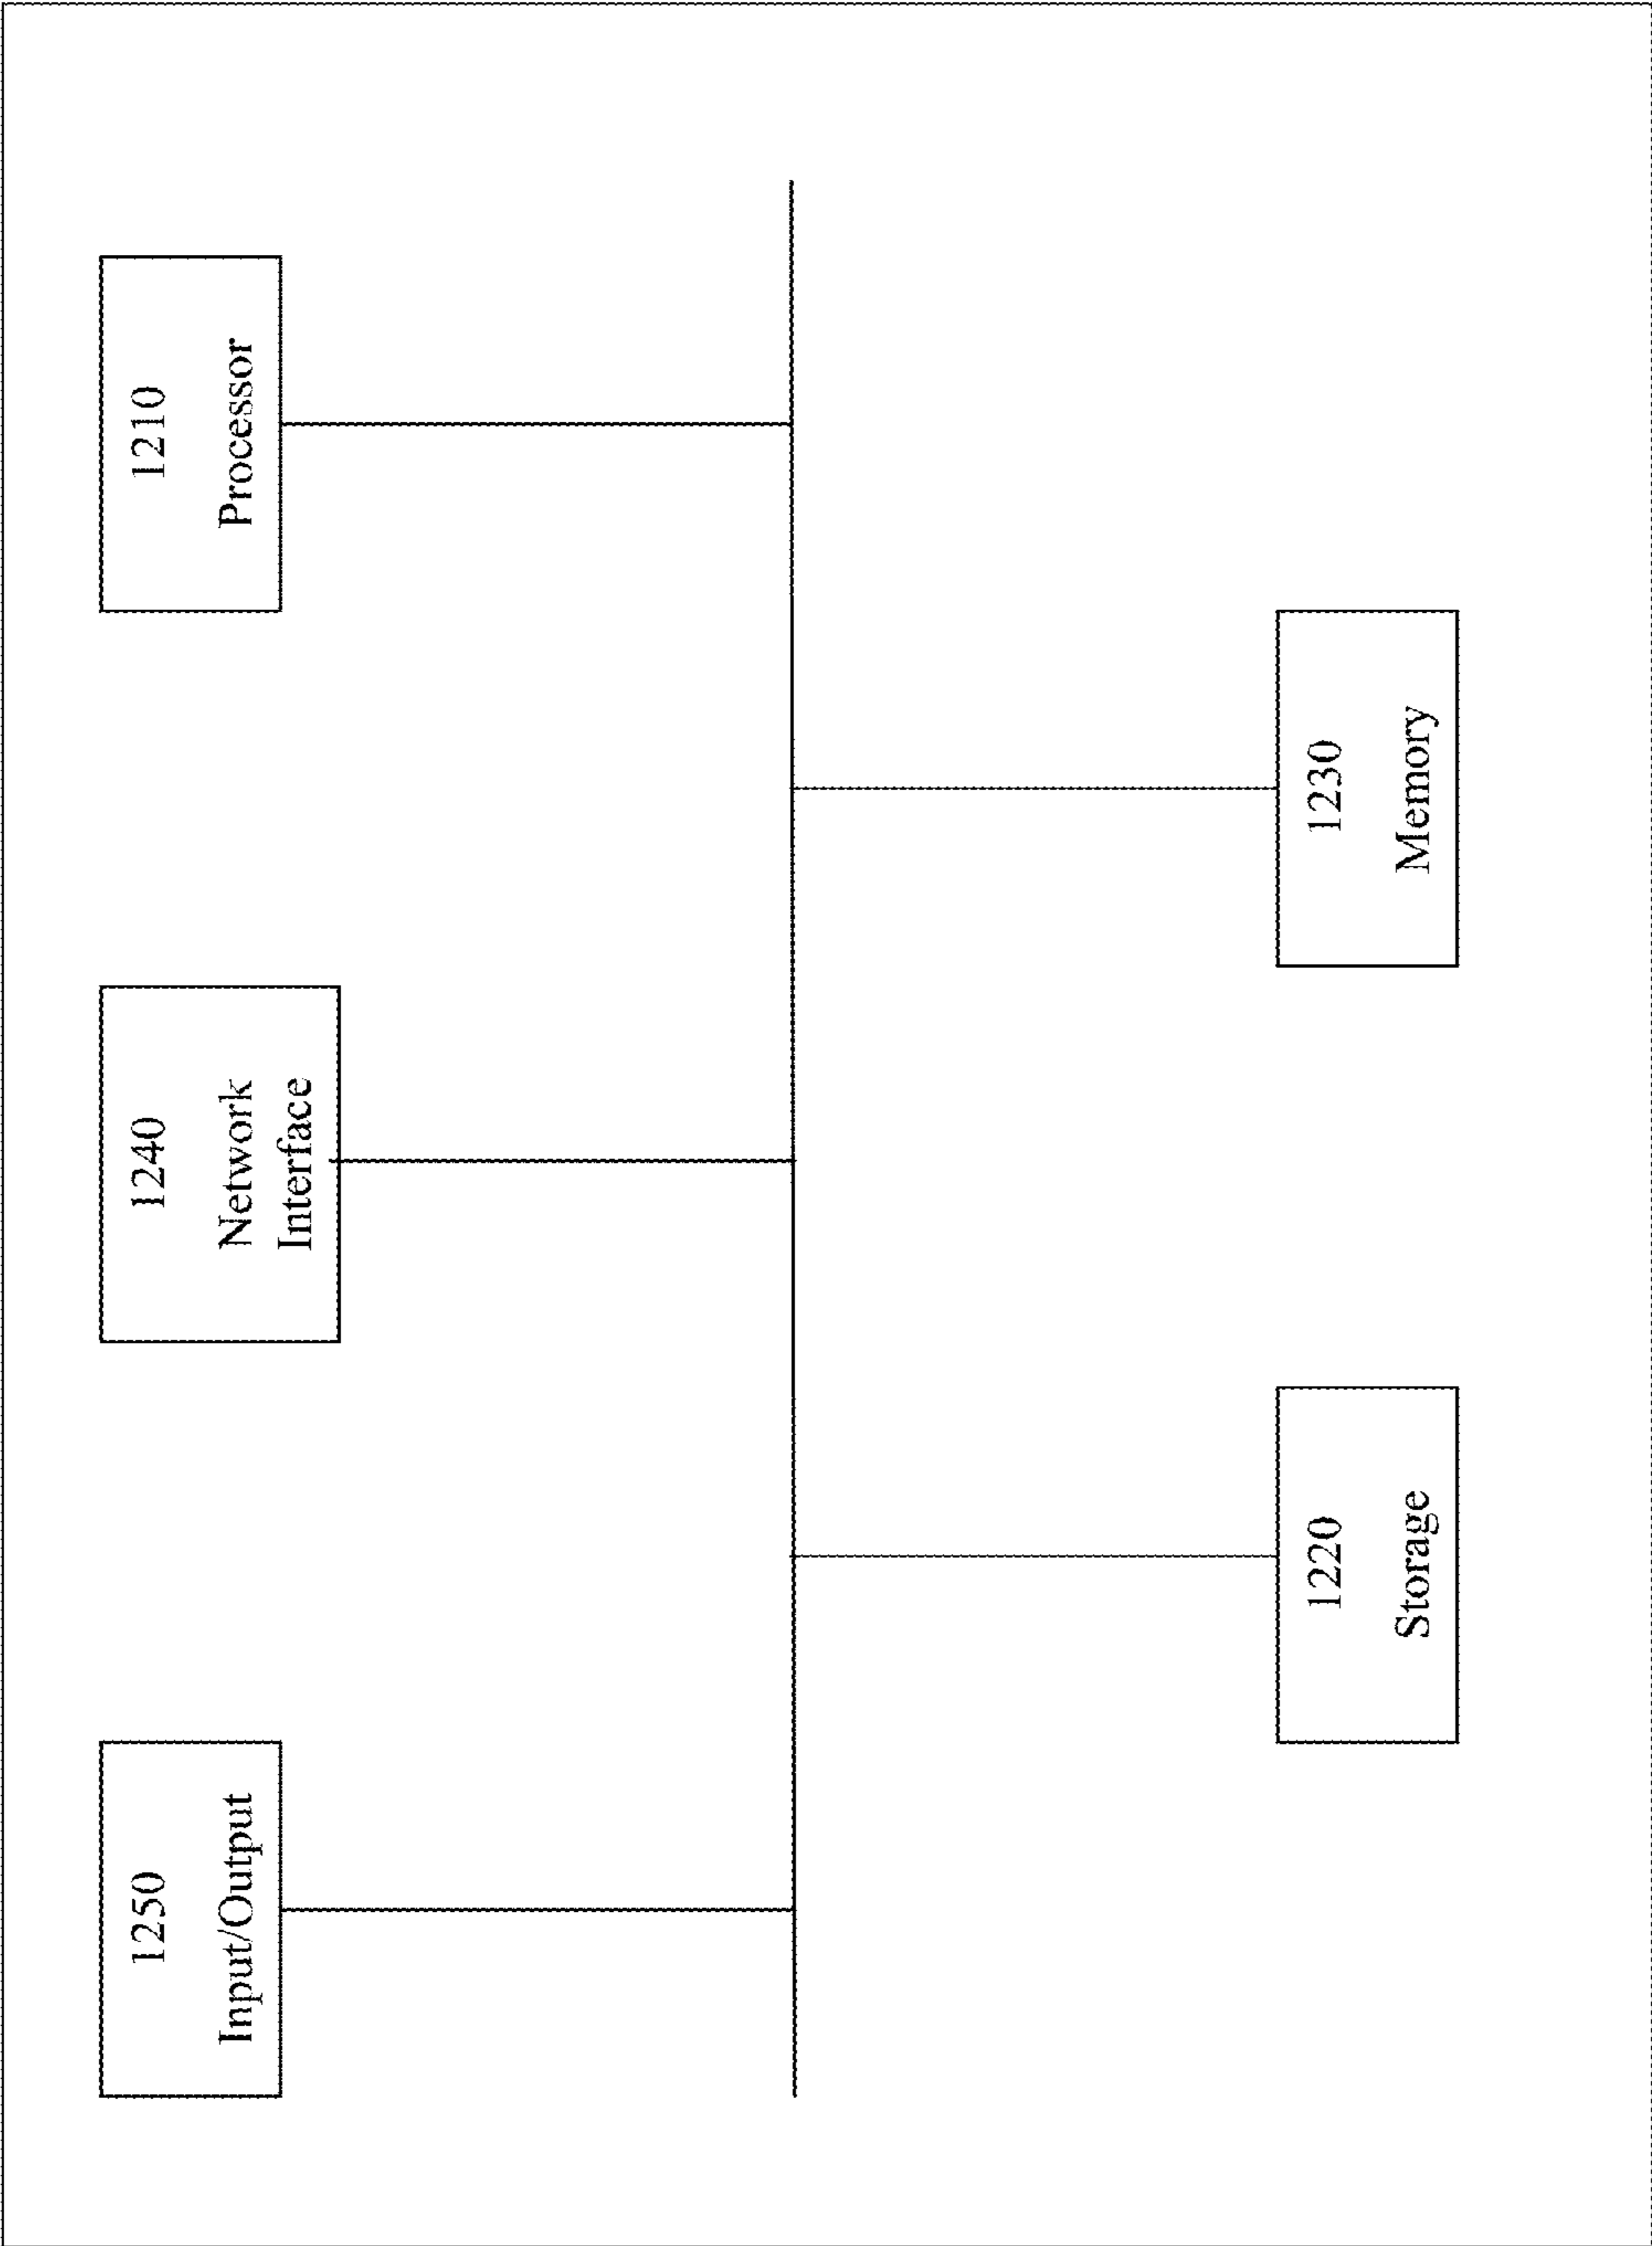 1250
Input/Output
1240
Network
Interface
1210
Processor
1220
Storage
1230
Memory